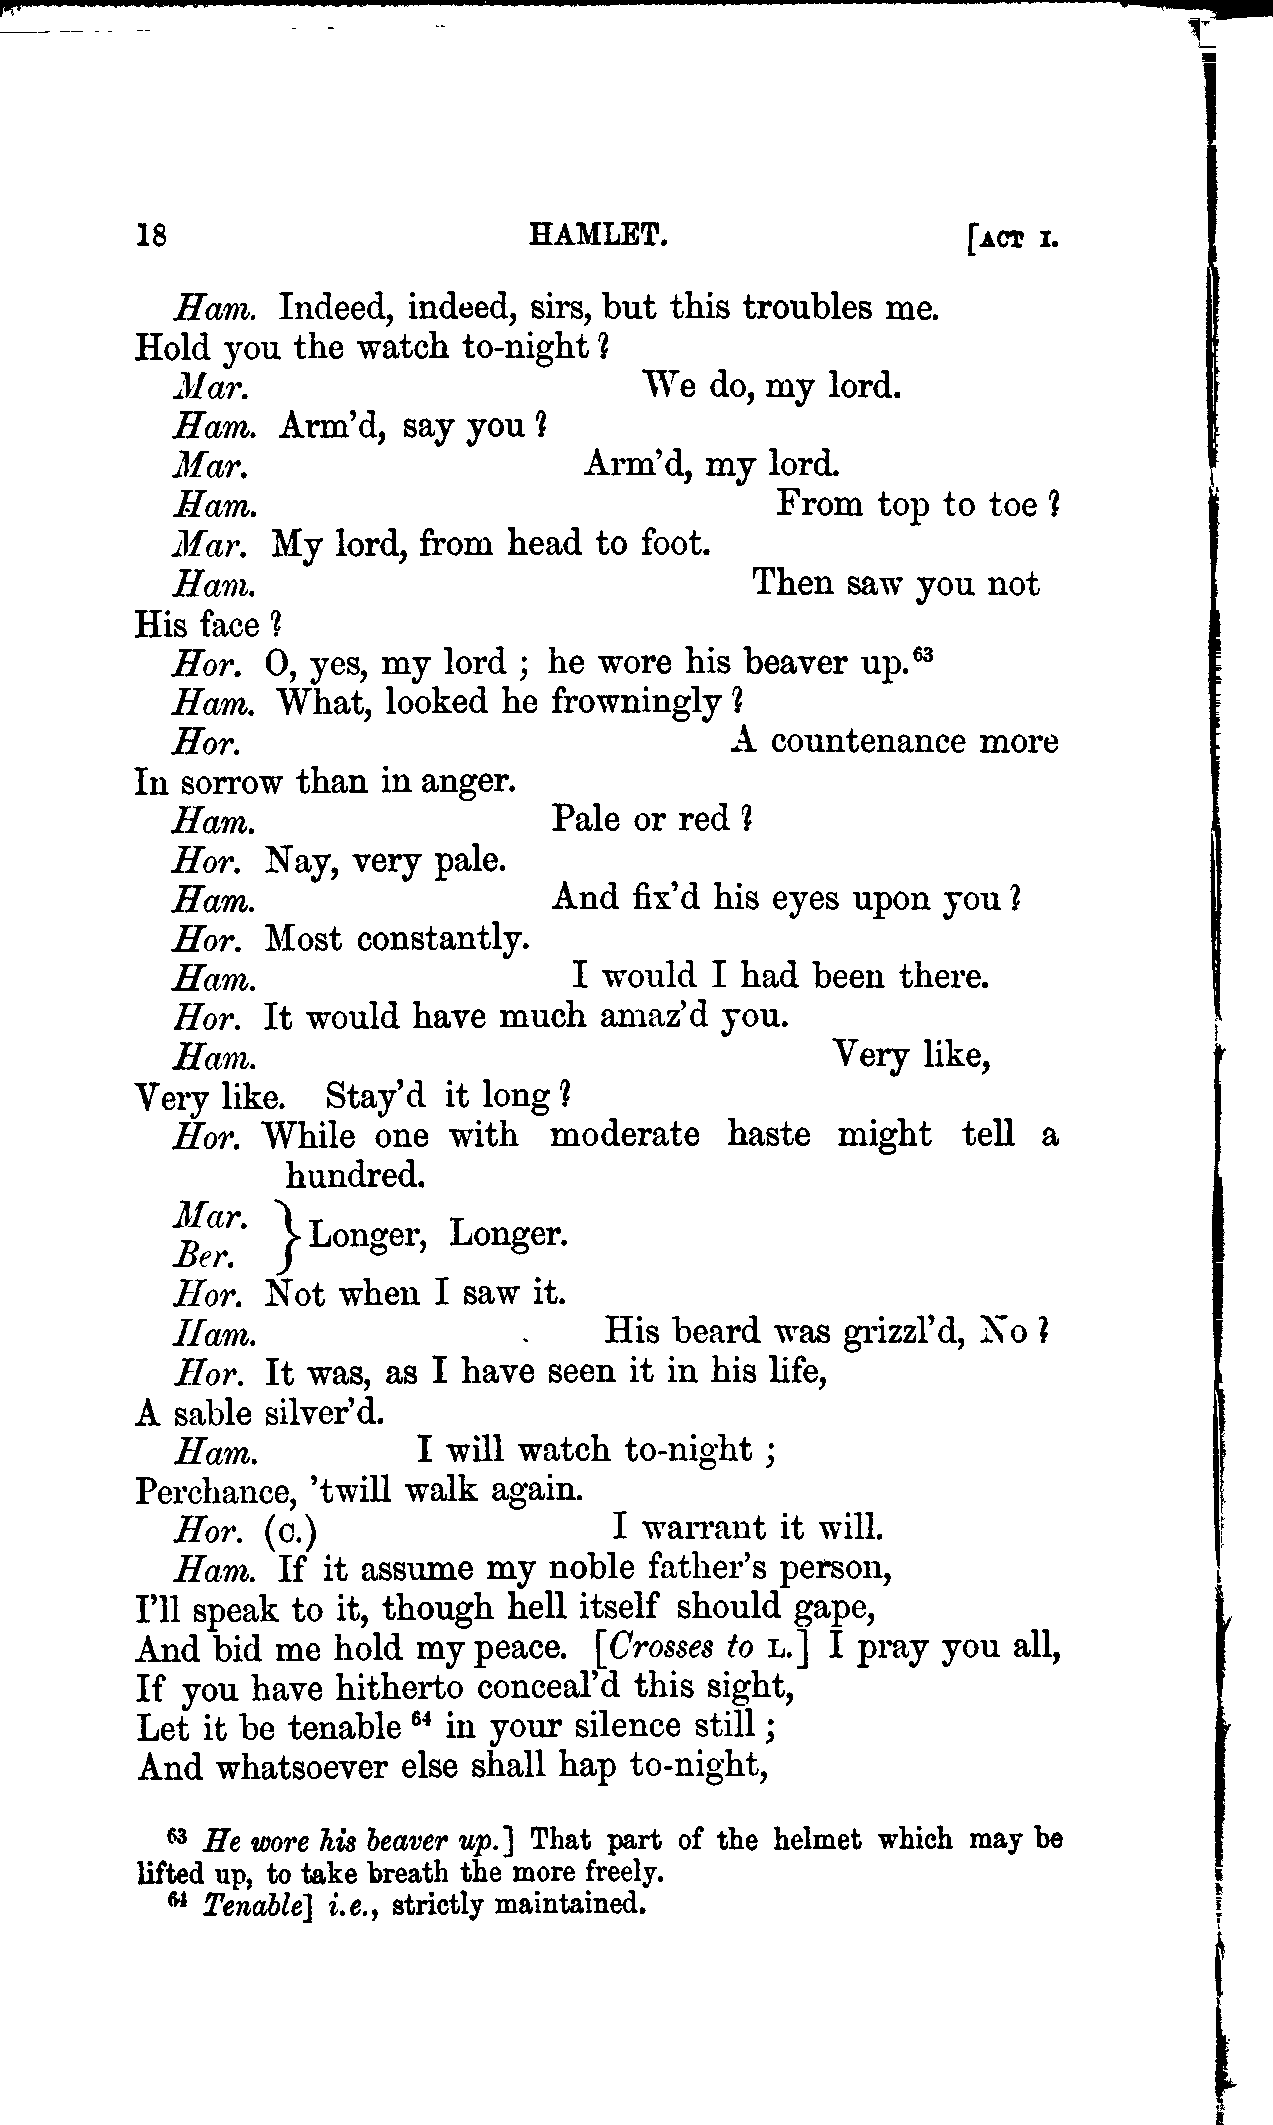 18 HAMLET. [ACT I.
Ham. Indeed, indeed, sirs, but this troubles me.
Hold you the watch to-night?
Mar. We do, my lord.
Ham. Arm'd, say you?
Mar. Arm'd, my lord.
Ham. From top to toe?
Mar. My lord, from head to foot.
Ham. Then saw you not
His face?
Hor. O, yes, my lord; he wore his beaver up.⁶³
Ham. What, looked he frowningly?
Hor. A countenance more
In sorrow than in anger.
Ham. Pale or red?
Hor. Nay, very pale.
Ham. And fix'd his eyes upon you?
Hor. Most constantly.
Ham. I would I had been there.
Hor. It would have much amaz'd you.
Ham. Very like,
Very like. Stay'd it long?
Hor. While one with moderate haste might tell a
hundred.
Mar.
Ber. } Longer, Longer.
Hor. Not when I saw it.
Ham. His beard was grizzl'd, No?
Hor. It was, as I have seen it in his life,
A sable silver'd.
Ham. I will watch to-night;
Perchance, 'twill walk again.
Hor. (C.) I warrant it will.
Ham. If it assume my noble father's person,
I'll speak to it, though hell itself should gape,
And bid me hold my peace. [Crosses to L.] I pray you all,
If you have hitherto conceal'd this sight,
Let it be tenable ⁶⁴ in your silence still;
And whatsoever else shall hap to-night,
⁶³ He wore his beaver up.] That part of the helmet which may be
lifted up, to take breath the more freely.
⁶⁴ Tenable] i.e., strictly maintained.